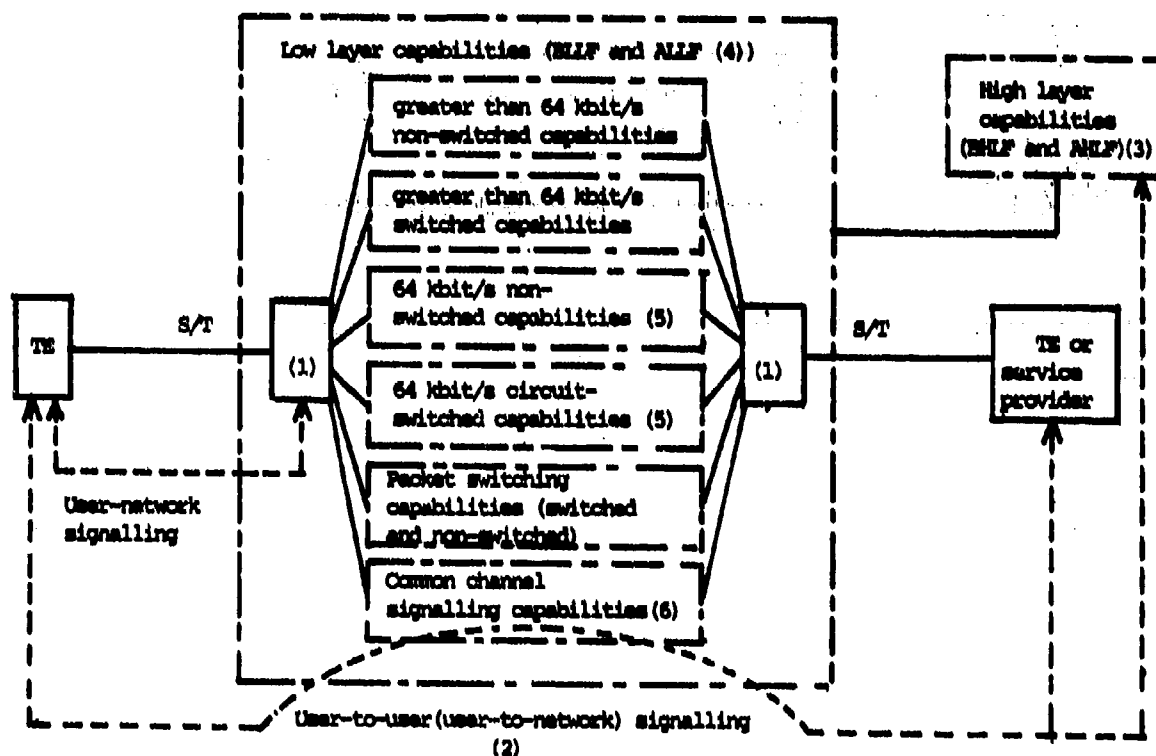 Low layer capabilities (BLLF and ALLF (4))
greater than 64 kbit/s
non-switched capabilities
greater than 64 kbit/s
switched capabilities
64 kbit/s non-
switched capabilities (5)
64 kbit/s circuit-
switched capabilities (5)
Packet switching
capabilities (switched
and non-switched)
Common channel
signalling capabilities(6)
High layer
capabilities
(BHLF and AHLF)(3)
TE
S/T
(1)
(1)
S/T
TE or
service
provider
User-network
signalling
User-to-user(user-to-network) signalling
(2)